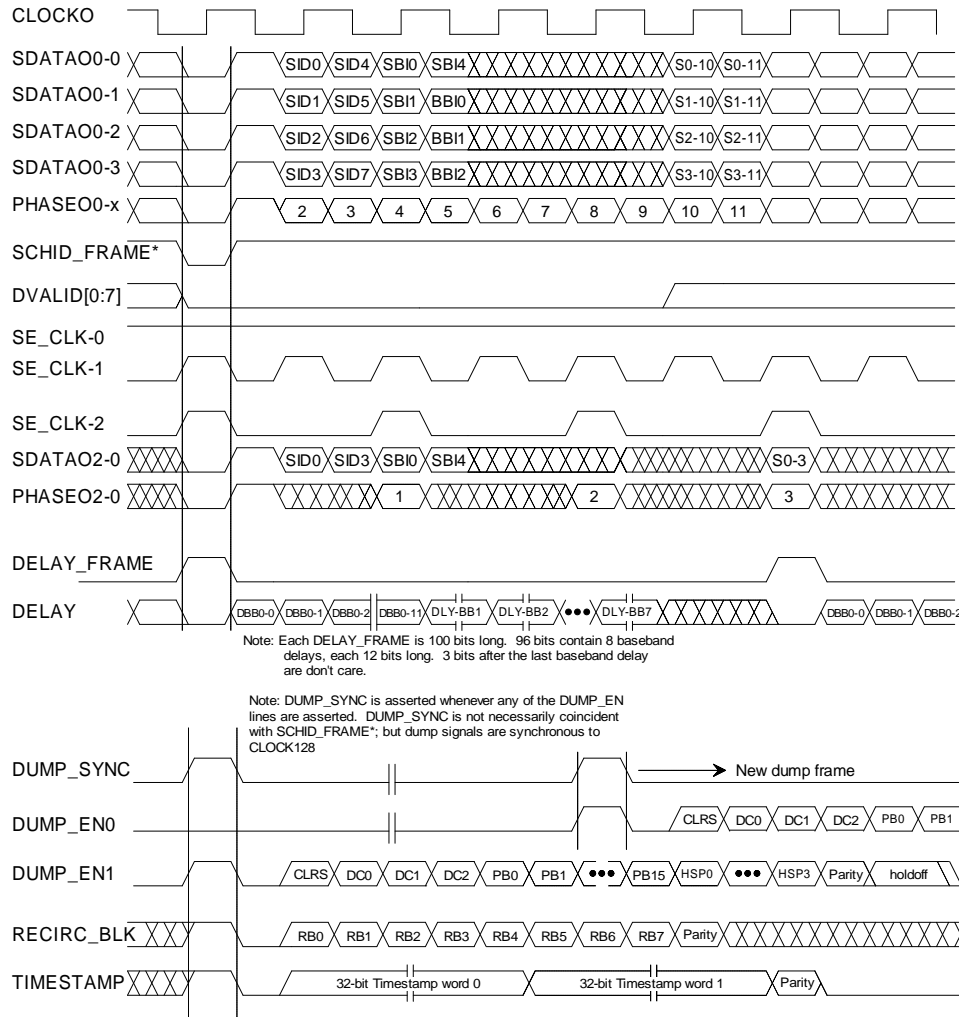 CLOCKO
SDATAO0-0 SID0 SID4 SBI0 SBI4 S0-10 S0-11
SDATAO0-1 SID1 SID5 SBI1 BBI0 S1-10 S1-11
SDATAO0-2 SID2 SID6 SBI2 BBI1 S2-10 S2-11
SDATAO0-3 SID3 SID7 SBI3 BBI2 S3-10 S3-11
PHASEO0-x 2 3 4 5 6 7 8 9 10 11
SCHID_FRAME*
DVALID[0:7]
SE_CLK-0
SE_CLK-1
SE_CLK-2
SDATAO2-0 SID0 SID3 SBI0 SBI4 S0-3
PHASEO2-0 1 2 3
DELAY_FRAME
DELAY DBB0-0 DBB0-1 DBB0-2 DBB0-11 DLY-BB1 DLY-BB2 ••• DLY-BB7 DBB0-0 DBB0-1 DBB0-2
Note: Each DELAY_FRAME is 100 bits long. 96 bits contain 8 baseband
delays, each 12 bits long. 3 bits after the last baseband delay
are don't care.
Note: DUMP_SYNC is asserted whenever any of the DUMP_EN
lines are asserted. DUMP_SYNC is not necessarily coincident
with SCHID_FRAME*; but dump signals are synchronous to
CLOCK128
DUMP_SYNC New dump frame
DUMP_EN0 CLRS DC0 DC1 DC2 PB0 PB1
DUMP_EN1 CLRS DC0 DC1 DC2 PB0 PB1 ••• PB15 HSP0 ••• HSP3 Parity holdoff
RECIRC_BLK RB0 RB1 RB2 RB3 RB4 RB5 RB6 RB7 Parity
TIMESTAMP 32-bit Timestamp word 0 32-bit Timestamp word 1 Parity